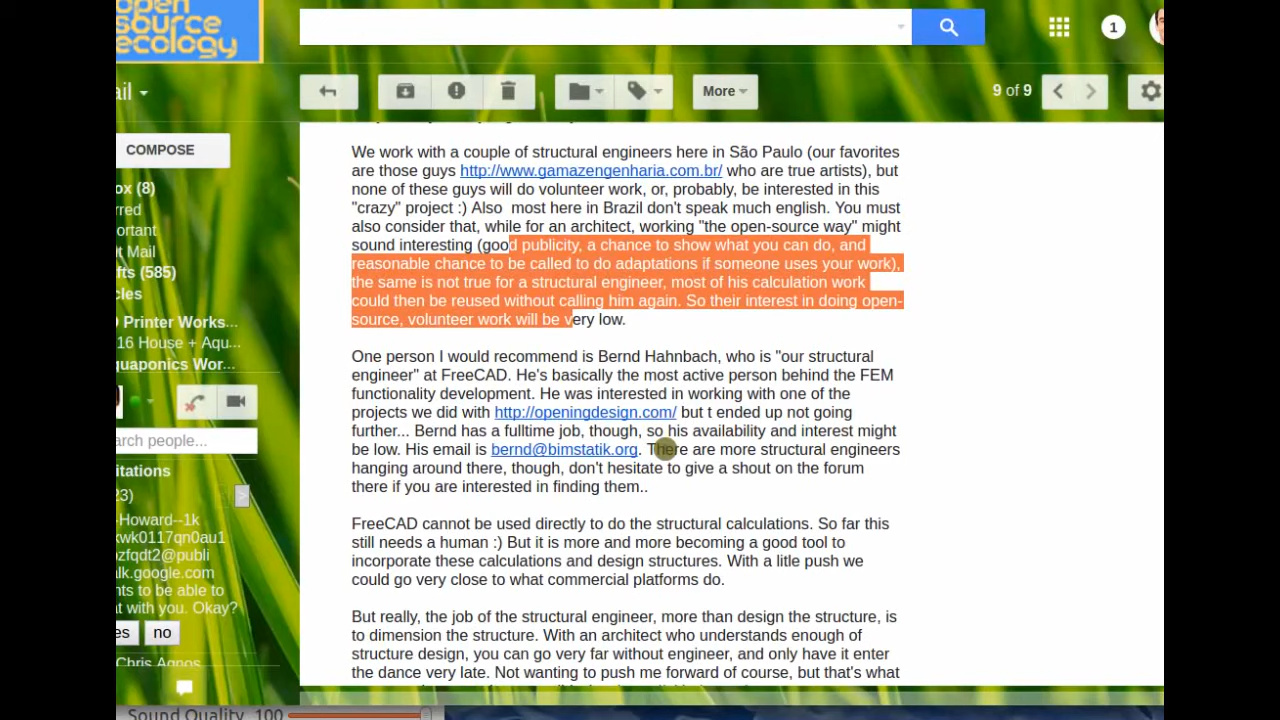 open
source
ecology
1
ail
More
9 of 9
COMPOSE
ox (8)
rred
ortant
t Mail
fts (585)
cles
Printer Works...
16 House + Aqu...
quaponics Wor...
arch people...
itations
23)
-Howard--1k
kwk0117qn0au1
ozfqdt2@publi
alk.google.com
nts to be able to
at with you. Okay?
es no
Chris Agnos
We work with a couple of structural engineers here in São Paulo (our favorites
are those guys http://www.gamazengenharia.com.br/ who are true artists), but
none of these guys will do volunteer work, or, probably, be interested in this
"crazy" project :) Also  most here in Brazil don't speak much english. You must
also consider that, while for an architect, working "the open-source way" might
sound interesting (good publicity, a chance to show what you can do, and
reasonable chance to be called to do adaptations if someone uses your work),
the same is not true for a structural engineer, most of his calculation work
could then be reused without calling him again. So their interest in doing open-
source, volunteer work will be very low.
One person I would recommend is Bernd Hahnbach, who is "our structural
engineer" at FreeCAD. He's basically the most active person behind the FEM
functionality development. He was interested in working with one of the
projects we did with http://openingdesign.com/ but t ended up not going
further... Bernd has a fulltime job, though, so his availability and interest might
be low. His email is bernd@bimstatik.org. There are more structural engineers
hanging around there, though, don't hesitate to give a shout on the forum
there if you are interested in finding them..
FreeCAD cannot be used directly to do the structural calculations. So far this
still needs a human :) But it is more and more becoming a good tool to
incorporate these calculations and design structures. With a litle push we
could go very close to what commercial platforms do.
But really, the job of the structural engineer, more than design the structure, is
to dimension the structure. With an architect who understands enough of
structure design, you can go very far without engineer, and only have it enter
the dance very late. Not wanting to push me forward of course, but that's what
Sound Quality 100